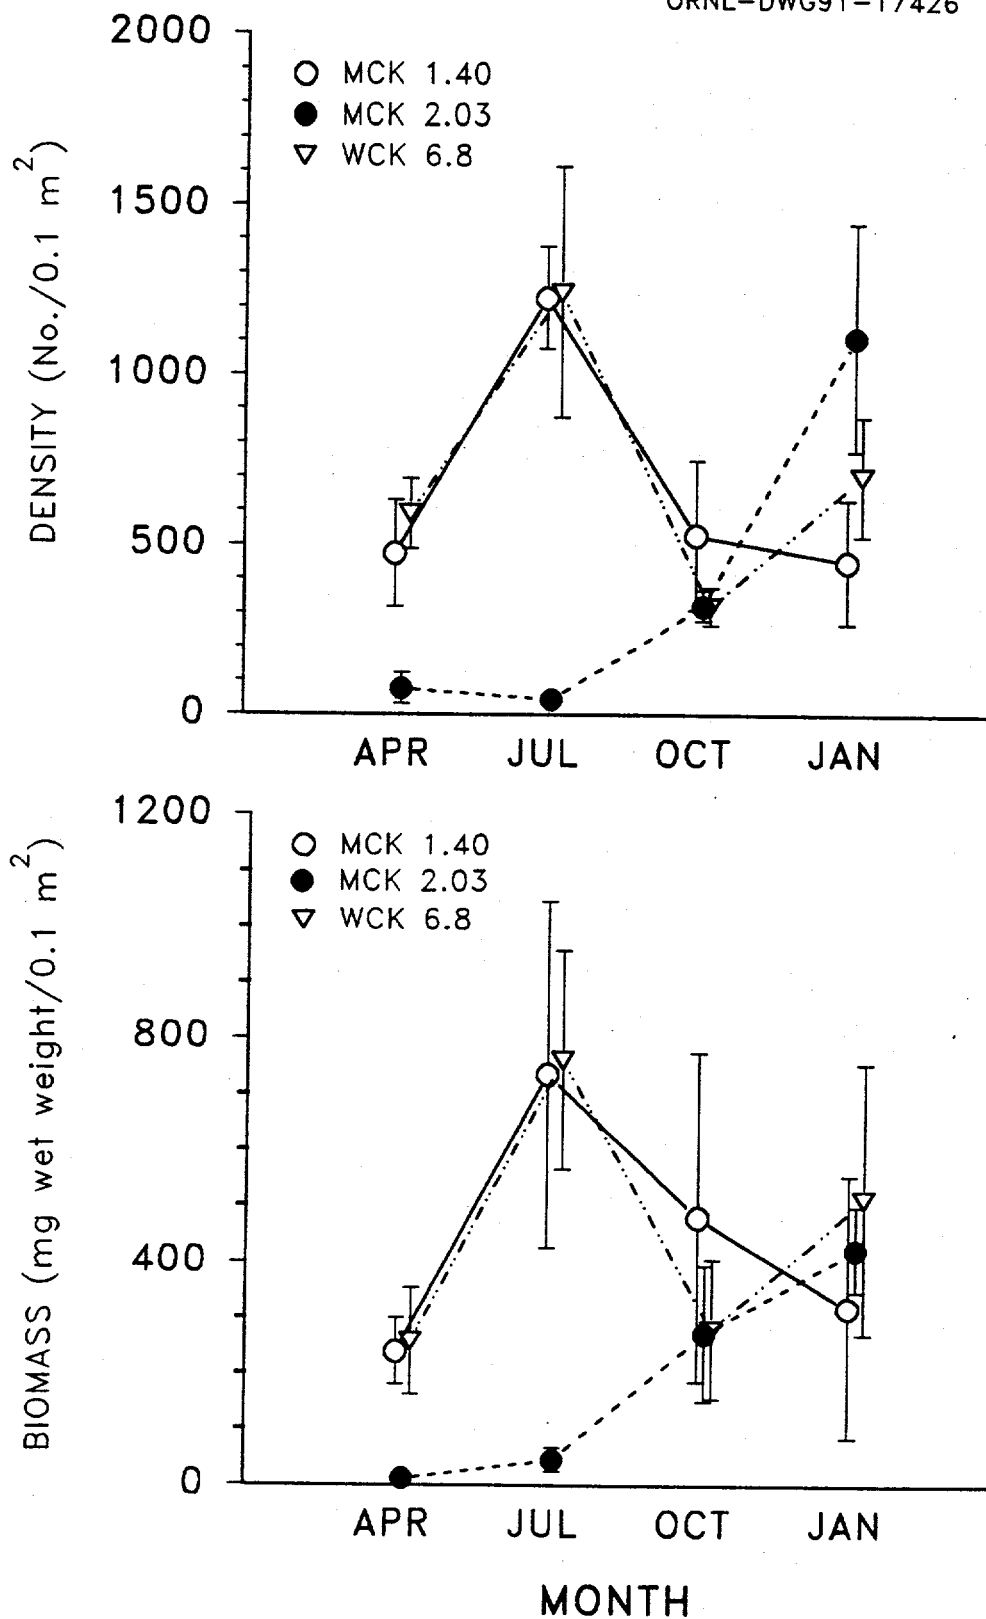 ORNL-DWG91-17426
2000
MCK 1.40
MCK 2.03
WCK 6.8
1500
1000
500
0
DENSITY (No./0.1 m²)
APR JUL OCT JAN
1200
MCK 1.40
MCK 2.03
WCK 6.8
800
400
0
BIOMASS (mg wet weight/0.1 m²)
APR JUL OCT JAN
MONTH